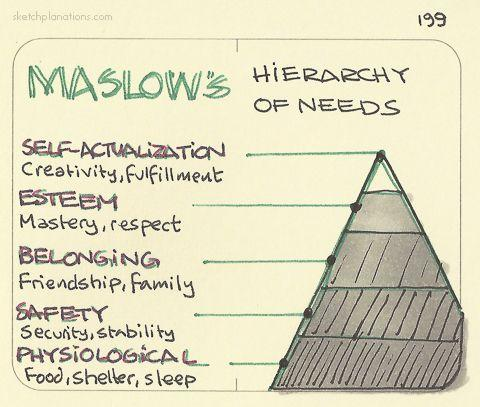 sketchplanations.com
199
MASLOW'S HIERARCHY
OF NEEDS
SELF-ACTUALIZATION
Creativity, fulfillment
ESTEEM
Mastery, respect
BELONGING
Friendship, family
SAFETY
Security, stability
PHYSIOLOGICAL
Food, shelter, sleep